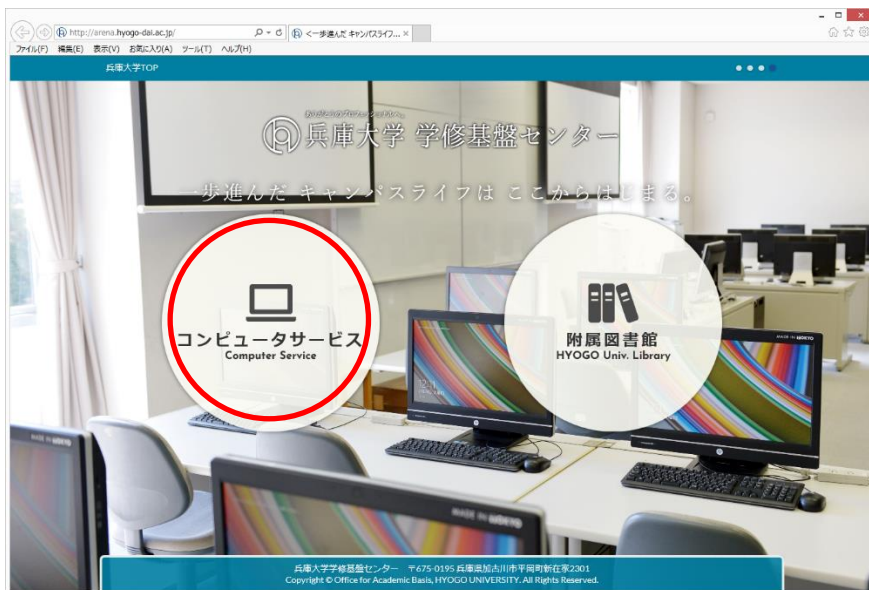 http://arena.hyogo-dai.ac.jp/
<一歩進んだ キャンパスライフ... ×
ファイル(F) 編集(E) 表示(V) お気に入り(A) ツール(T) ヘルプ(H)
兵庫大学TOP
兵庫大学 学修基盤センター
一歩進んだ キャンパスライフは ここからはじまる。
コンピュータサービス
Computer Service
附属図書館
HYOGO Univ. Library
兵庫大学学修基盤センター 〒675-0195 兵庫県加古川市平岡町新在家2301
Copyright © Office for Academic Basis, HYOGO UNIVERSITY. All Rights Reserved.